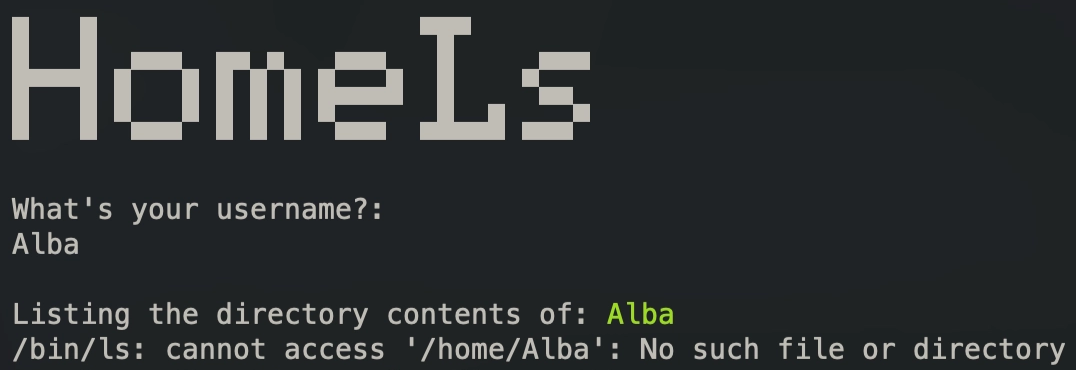 HomeLs
What's your username?:
Alba
Listing the directory contents of: Alba
/bin/ls: cannot access '/home/Alba': No such file or directory